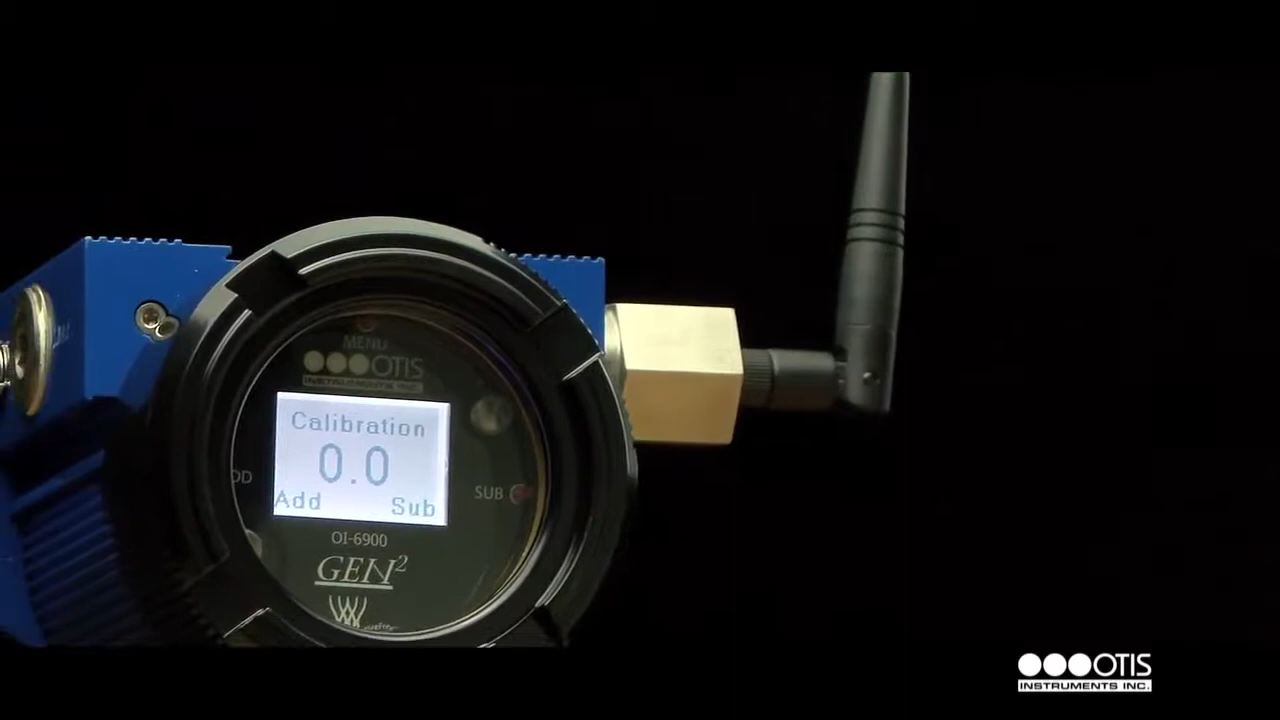 MENU
OTIS
INSTRUMENTS INC.
Calibration
0.0
Add Sub
DD
SUB
OI-6900
GEN²
OTIS
INSTRUMENTS INC.